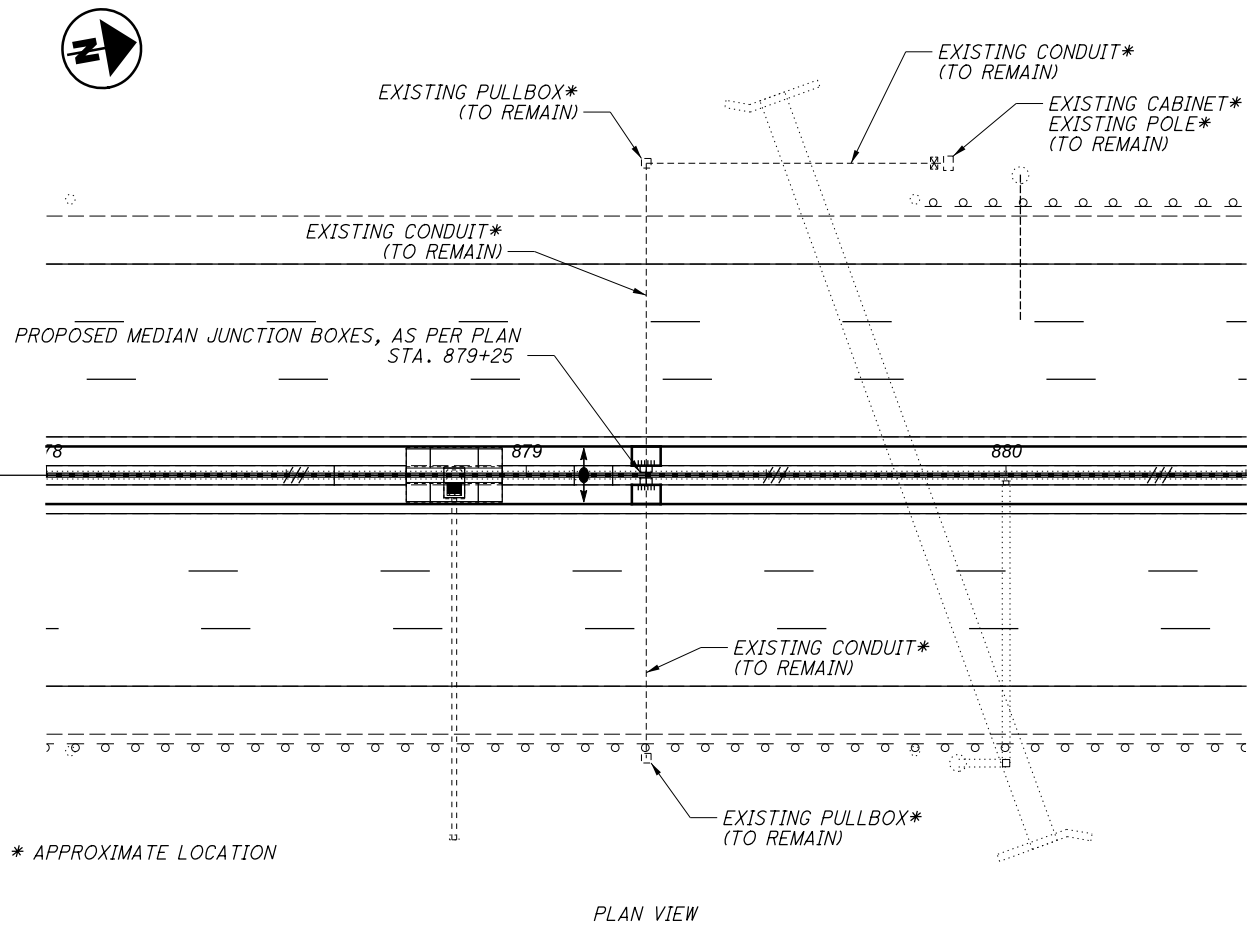 N
EXISTING CONDUIT*
(TO REMAIN)
EXISTING PULLBOX*
(TO REMAIN)
EXISTING CABINET*
EXISTING POLE*
(TO REMAIN)
EXISTING CONDUIT*
(TO REMAIN)
PROPOSED MEDIAN JUNCTION BOXES, AS PER PLAN
STA. 879+25
78
879
880
EXISTING CONDUIT*
(TO REMAIN)
EXISTING PULLBOX*
(TO REMAIN)
* APPROXIMATE LOCATION
PLAN VIEW